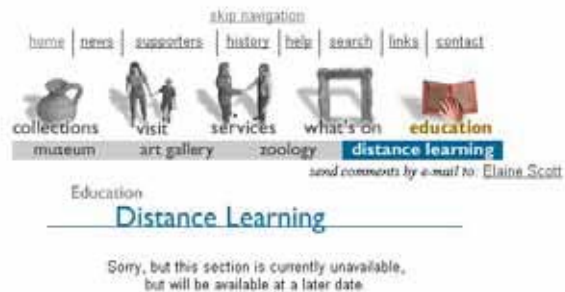 skip navigation
home news supporters history help search links contact
collections visit services what's on education
museum art gallery zoology distance learning
send comments by e-mail to: Elaine Scott
Education
Distance Learning
Sorry, but this section is currently unavailable,
but will be available at a later date.